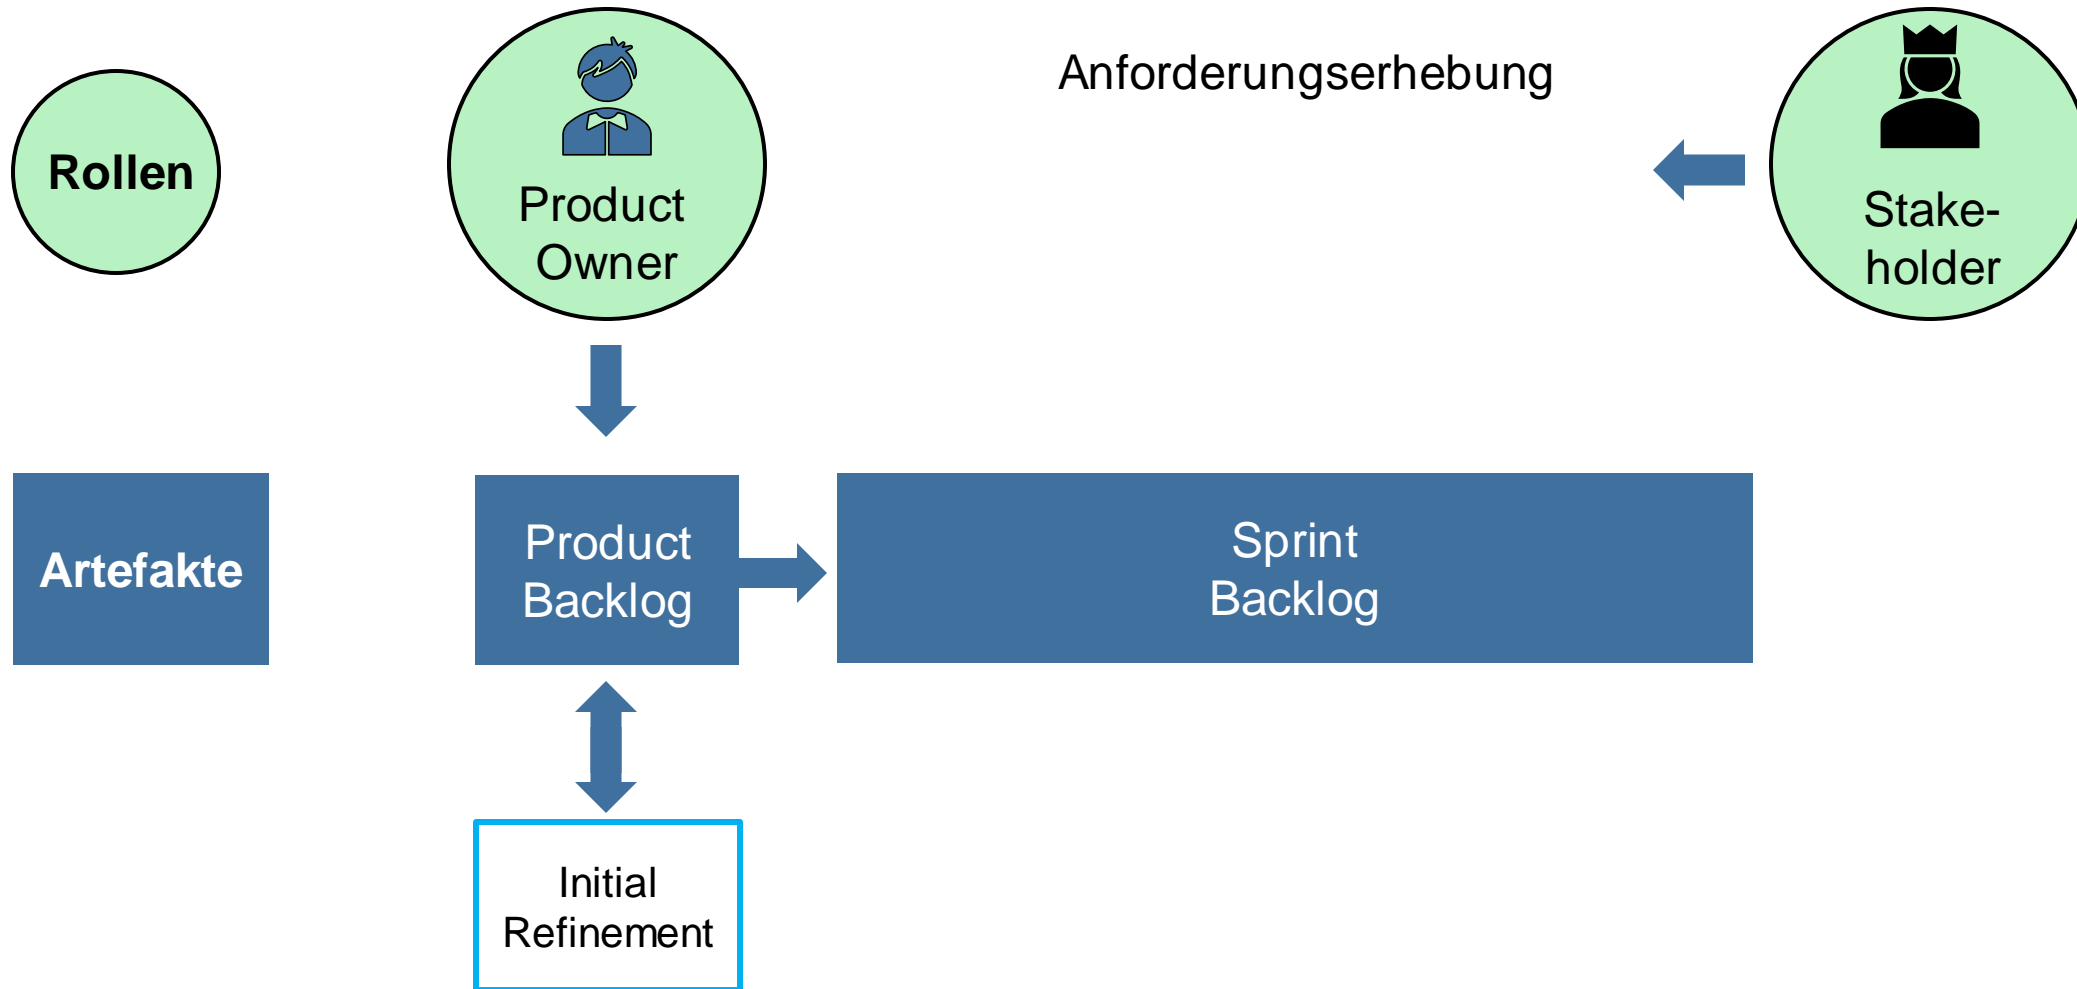 Anforderungserhebung
Rollen
Product
Owner
Stake-
holder
Artefakte
Product
Backlog
Sprint
Backlog
Initial
Refinement